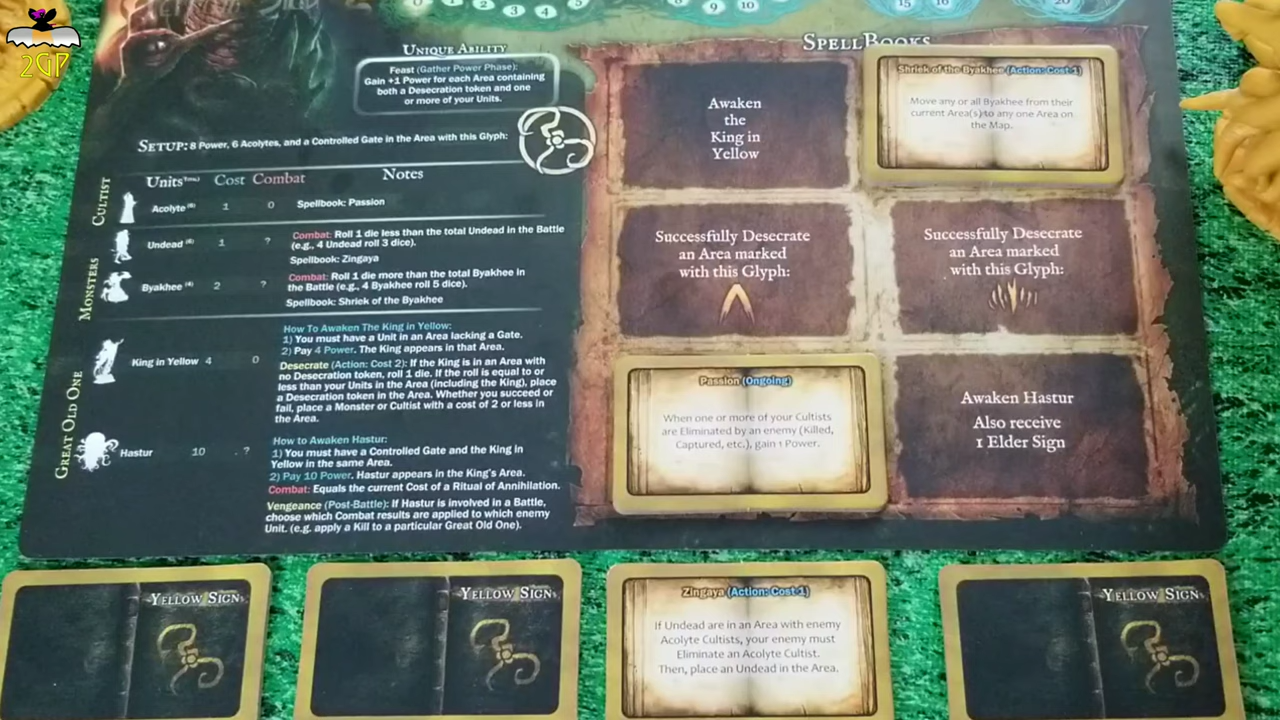 2GP
0 1 2 3 4 5 8 9 10 15 16 20
UNIQUE ABILITY
Feast (Gather Power Phase):
Gain +1 Power for each Area containing
both a Desecration token and one
or more of your Units.
SETUP: 8 Power, 6 Acolytes, and a Controlled Gate in the Area with this Glyph:
Units Cost Combat Notes
CULTIST
Acolyte (6) 1 0 Spellbook: Passion
MONSTERS
Undead (6) 1 ? Combat: Roll 1 die less than the total Undead in the Battle
(e.g., 4 Undead roll 3 dice).
Spellbook: Zingaya
Byakhee (4) 2 ? Combat: Roll 1 die more than the total Byakhee in
the Battle (e.g., 4 Byakhee roll 5 dice).
Spellbook: Shriek of the Byakhee
GREAT OLD ONE
King in Yellow 4 0 How To Awaken The King in Yellow:
1) You must have a Unit in an Area lacking a Gate.
2) Pay 4 Power. The King appears in that Area.
Desecrate (Action: Cost 2): If the King is in an Area with
no Desecration token, roll 1 die. If the roll is equal to or
less than your Units in the Area (including the King), place
a Desecration token in the Area. Whether you succeed or
fail, place a Monster or Cultist with a cost of 2 or less in
the Area.
Hastur 10 ? How to Awaken Hastur:
1) You must have a Controlled Gate and the King in
Yellow in the same Area.
2) Pay 10 Power. Hastur appears in the King's Area.
Combat: Equals the current Cost of a Ritual of Annihilation.
Vengeance (Post-Battle): If Hastur is involved in a Battle,
choose which Combat results are applied to which enemy
Unit. (e.g. apply a Kill to a particular Great Old One).
SPELLBOOKS
Awaken
the
King in
Yellow
Shriek of the Byakhee (Action: Cost 1)
Move any or all Byakhee from their
current Area(s) to any one Area on
the Map.
Successfully Desecrate
an Area marked
with this Glyph:
Successfully Desecrate
an Area marked
with this Glyph:
Passion (Ongoing)
When one or more of your Cultists
are Eliminated by an enemy (Killed,
Captured, etc.), gain 1 Power.
Awaken Hastur
Also receive
1 Elder Sign
YELLOW SIGN
YELLOW SIGN
Zingaya (Action: Cost 1)
If Undead are in an Area with enemy
Acolyte Cultists, your enemy must
Eliminate an Acolyte Cultist.
Then, place an Undead in the Area.
YELLOW SIGN